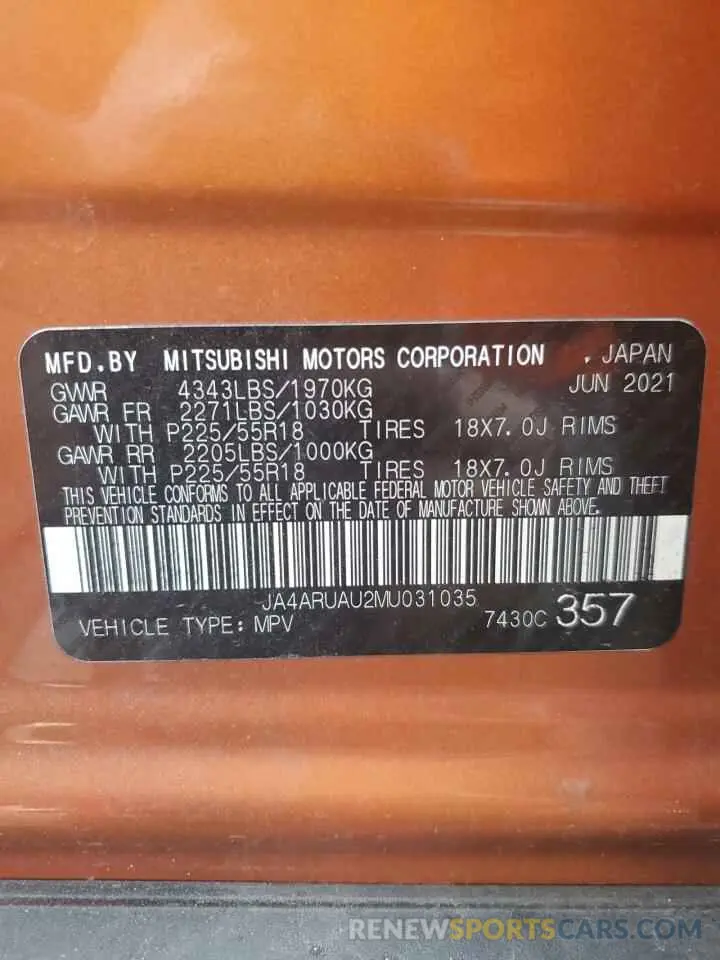 MFD.BY MITSUBISHI MOTORS CORPORATION , JAPAN
GVWR 4343LBS/1970KG JUN 2021
GAWR FR 2271LBS/1030KG
WITH P225/55R18 TIRES 18X7.0J RIMS
GAWR RR 2205LBS/1000KG
WITH P225/55R18 TIRES 18X7.0J RIMS
THIS VEHICLE CONFORMS TO ALL APPLICABLE FEDERAL MOTOR VEHICLE SAFETY AND THEFT
PREVENTION STANDARDS IN EFFECT ON THE DATE OF MANUFACTURE SHOWN ABOVE.
JA4ARUAU2MU031035
VEHICLE TYPE: MPV 7430C 357
RENEWSPORTSCARS.COM